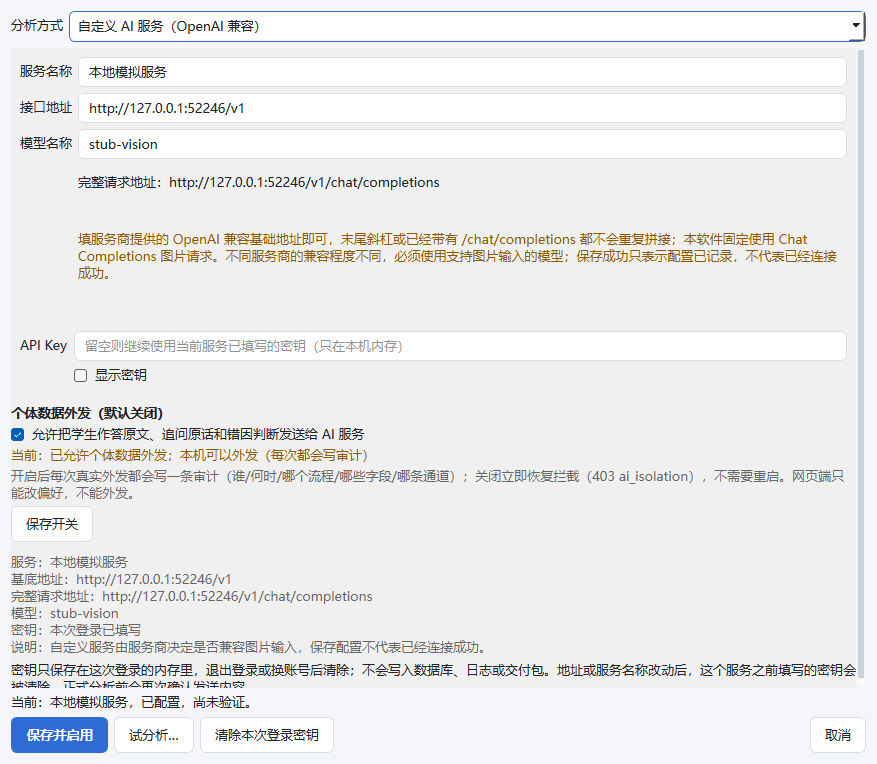 分析方式 自定义 AI 服务（OpenAI 兼容）
服务名称 本地模拟服务
接口地址 http://127.0.0.1:52246/v1
模型名称 stub-vision
完整请求地址：http://127.0.0.1:52246/v1/chat/completions
填服务商提供的 OpenAI 兼容基础地址即可，末尾斜杠或已经带有 /chat/completions 都不会重复拼接；本软件固定使用 Chat
Completions 图片请求。不同服务商的兼容程度不同，必须使用支持图片输入的模型；保存成功只表示配置已记录，不代表已经连接
成功。
API Key 留空则继续使用当前服务已填写的密钥（只在本机内存）
显示密钥
个体数据外发（默认关闭）
允许把学生作答原文、追问原话和错因判断发送给 AI 服务
当前：已允许个体数据外发；本机可以外发（每次都会写审计）
开启后每次真实外发都会写一条审计（谁/何时/哪个流程/哪些字段/哪条通道）；关闭立即恢复拦截（403 ai_isolation），不需要重启。网页端只
能改偏好，不能外发。
保存开关
服务：本地模拟服务
基底地址：http://127.0.0.1:52246/v1
完整请求地址：http://127.0.0.1:52246/v1/chat/completions
模型：stub-vision
密钥：本次登录已填写
说明：自定义服务由服务商决定是否兼容图片输入，保存配置不代表已经连接成功。
密钥只保存在这次登录的内存里，退出登录或换账号后清除；不会写入数据库、日志或交付包。地址或服务名称改动后，这个服务之前填写的密钥会
被清除。正式分析前会再次确认发送内容。
当前：本地模拟服务，已配置，尚未验证。
保存并启用 试分析... 清除本次登录密钥 取消